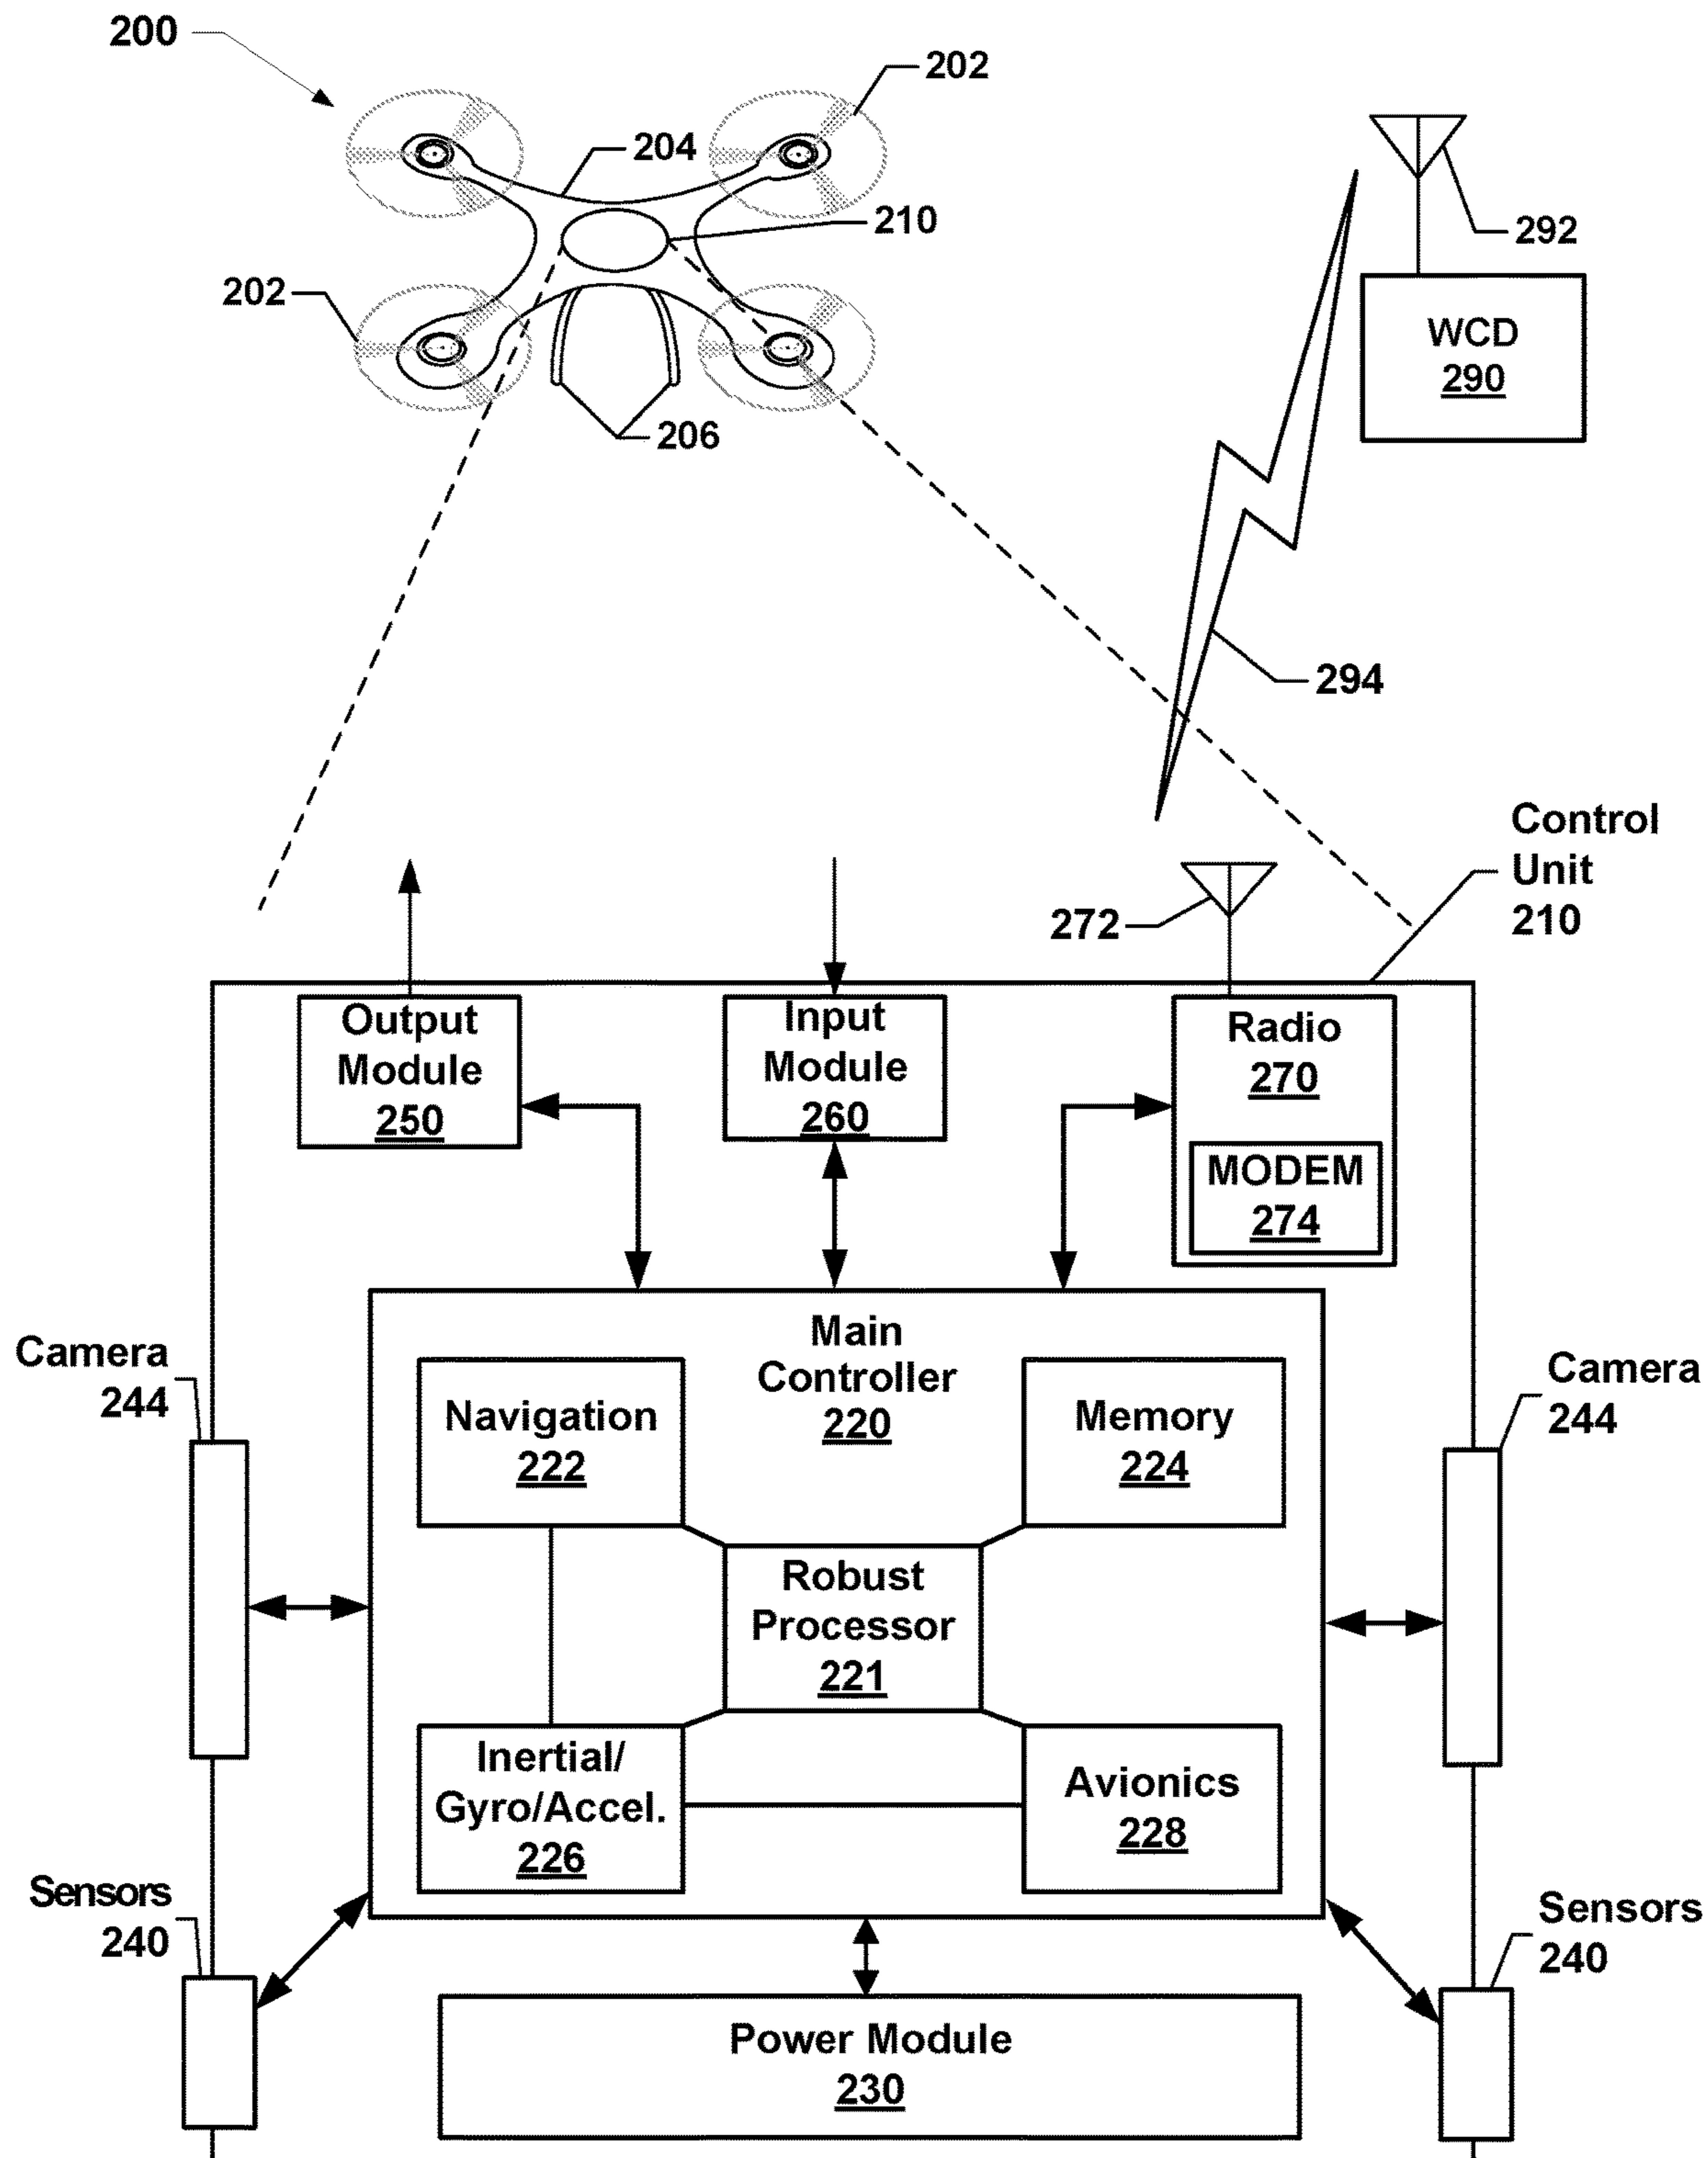 200
202
204
210
202
206
292
WCD
290
294
Control
Unit
210
272
Output
Module
250
Input
Module
260
Radio
270
MODEM
274
Main
Controller
220
Camera
244
Camera
244
Navigation
222
Memory
224
Robust
Processor
221
Inertial/
Gyro/Accel.
226
Avionics
228
Sensors
240
Sensors
240
Power Module
230